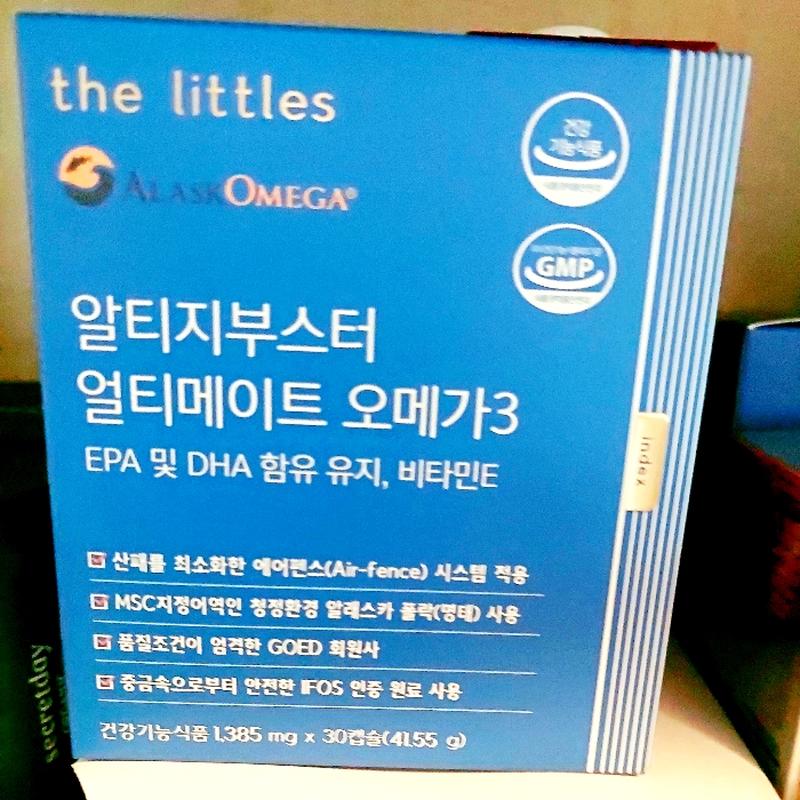 the littles
ALASKOMEGA®
건강
기능식품
GMP
알티지부스터
얼티메이트 오메가3
EPA 및 DHA 함유 유지, 비타민E
index
산패를 최소화한 에어펜스(Air-fence) 시스템 적용
MSC지정어역인 청정환경 알래스카 폴락(명태) 사용
품질조건이 엄격한 GOED 회원사
중금속으로부터 안전한 IFOS 인증 원료 사용
건강기능식품 1,385 mg x 30캡슐(41.55 g)
secretday